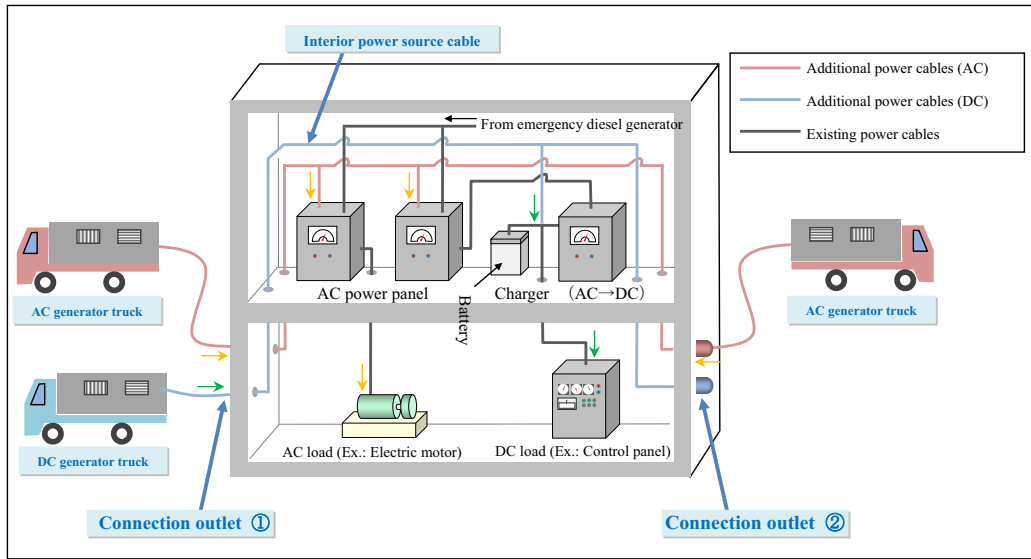 Interior power source cable
Additional power cables (AC)
Additional power cables (DC)
Existing power cables
From emergency diesel generator
AC power panel
Battery
Charger
(AC→DC)
AC generator truck
AC generator truck
DC generator truck
AC load (Ex.: Electric motor)
DC load (Ex.: Control panel)
Connection outlet ①
Connection outlet ②